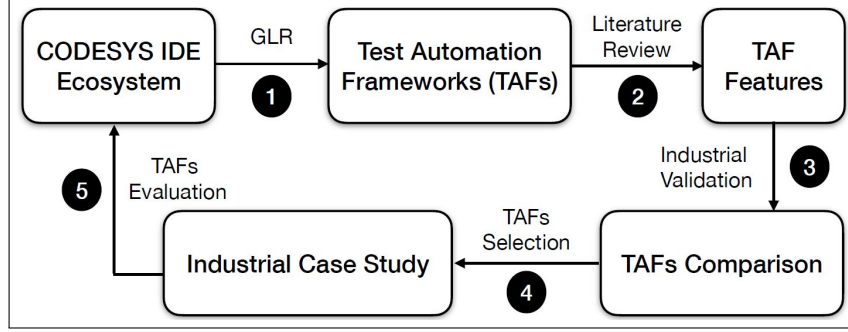 CODESYS IDE
Ecosystem
GLR
1
Test Automation
Frameworks (TAFs)
Literature
Review
2
TAF
Features
Industrial
Validation
3
TAFs Comparison
TAFs
Selection
4
Industrial Case Study
TAFs
Evaluation
5